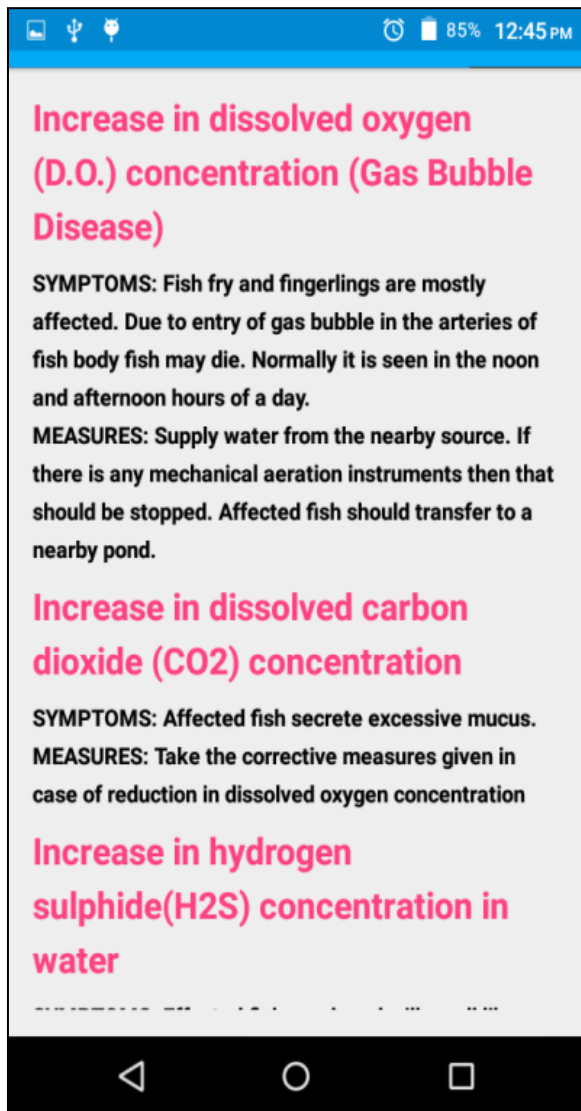 85% 12:45 PM
Increase in dissolved oxygen
(D.O.) concentration (Gas Bubble
Disease)
SYMPTOMS: Fish fry and fingerlings are mostly
affected. Due to entry of gas bubble in the arteries of
fish body fish may die. Normally it is seen in the noon
and afternoon hours of a day.
MEASURES: Supply water from the nearby source. If
there is any mechanical aeration instruments then that
should be stopped. Affected fish should transfer to a
nearby pond.
Increase in dissolved carbon
dioxide (CO2) concentration
SYMPTOMS: Affected fish secrete excessive mucus.
MEASURES: Take the corrective measures given in
case of reduction in dissolved oxygen concentration
Increase in hydrogen
sulphide(H2S) concentration in
water